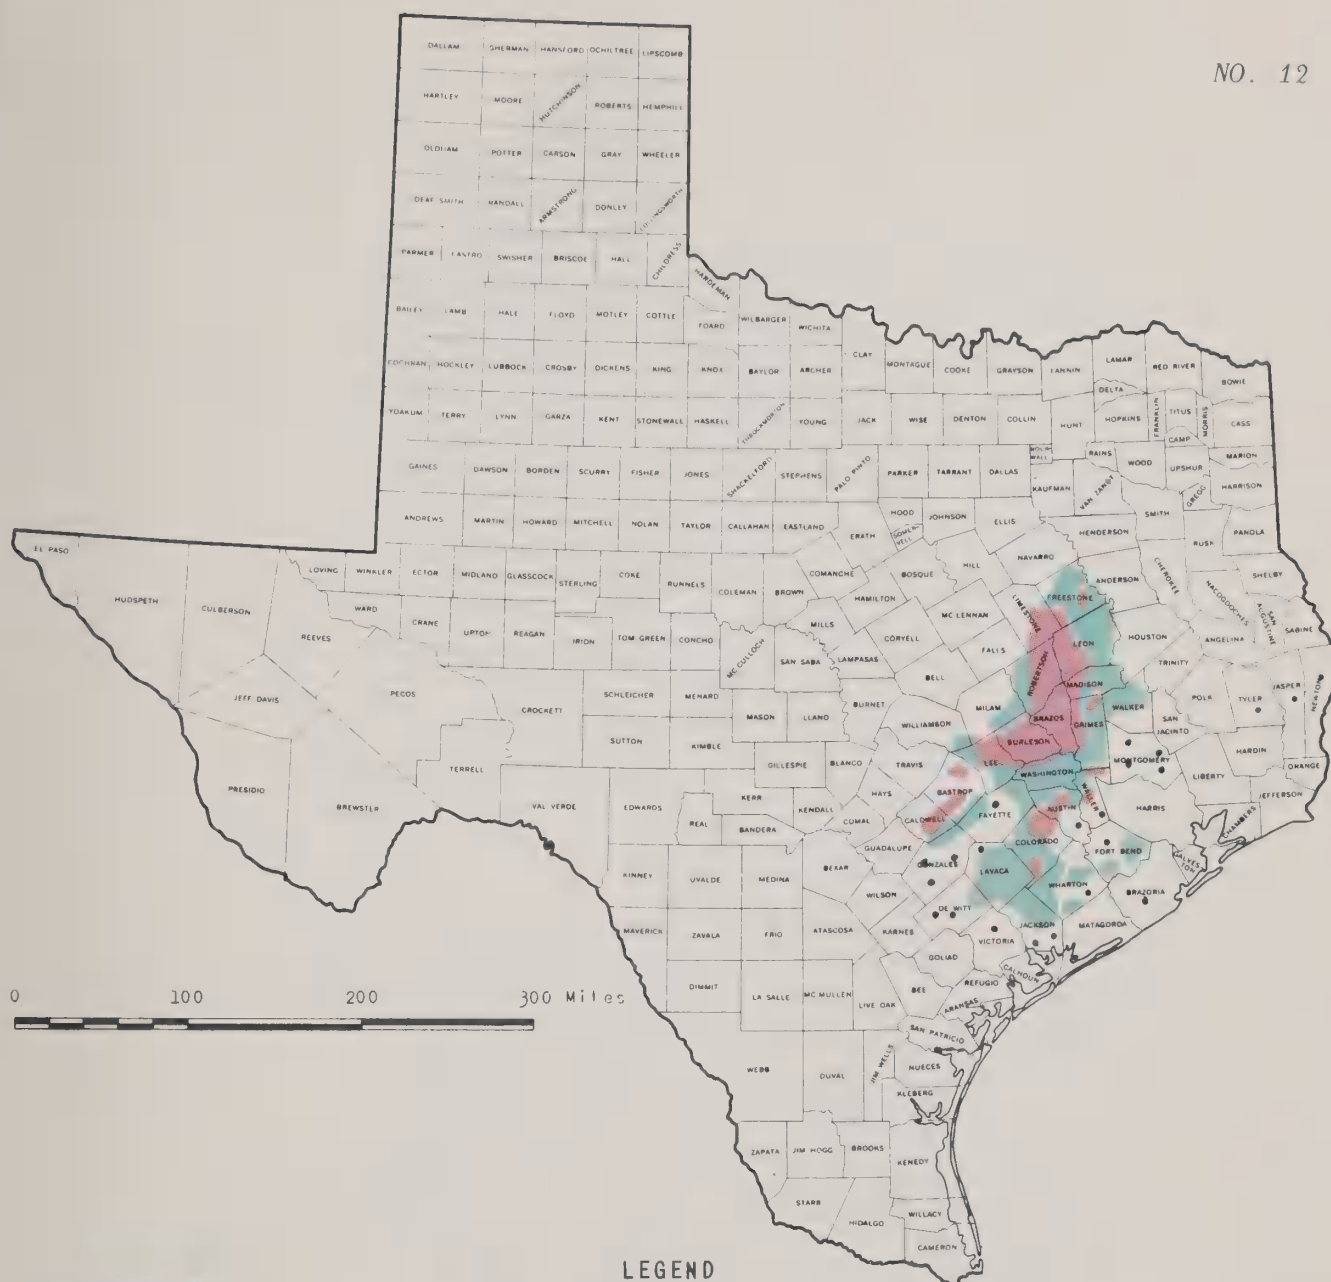 NO. 12
DALLAM SHERMAN HANSFORD OCHILTREE LIPSCOMB
HARTLEY MOORE HUTCHINSON ROBERTS HEMPHILL
OLDHAM POTTER CARSON GRAY WHEELER
DEAF SMITH RANDALL ARMSTRONG DONLEY COLLINGSWORTH
PARMER CASTRO SWISHER BRISCOE HALL CHILDRESS
HARDEMAN
BAILEY LAMB HALE FLOYD MOTLEY COTTLE FOARD WILBARGER WICHITA
CLAY MONTAGUE COOKE GRAYSON FANNIN LAMAR RED RIVER BOWIE
COCHRAN HOCKLEY LUBBOCK CROSBY DICKENS KING KNOX BAYLOR ARCHER
DELTA
YOAKUM TERRY LYNN GARZA KENT STONEWALL HASKELL THROCKMORTON YOUNG JACK WISE DENTON COLLIN HUNT HOPKINS FRANKLIN TITUS MORRIS CASS
CAMP
GAINES DAWSON BORDEN SCURRY FISHER JONES SHACKELFORD STEPHENS PALO PINTO PARKER TARRANT DALLAS ROCK WALL RAINS WOOD UPSHUR MARION
KAUFMAN VAN ZANDT GREGG HARRISON
ANDREWS MARTIN HOWARD MITCHELL NOLAN TAYLOR CALLAHAN EASTLAND ERATH HOOD SOMER VELL JOHNSON ELLIS HENDERSON SMITH RUSK PANOLA
EL PASO LOVING WINKLER ECTOR MIDLAND GLASSCOCK STERLING COKE RUNNELS COLEMAN BROWN COMANCHE BOSQUE HILL NAVARRO ANDERSON CHEROKEE NACOGDOCHES SHELBY
HUDSPETH CULBERSON REEVES WARD CRANE UPTON REAGAN IRION TOM GREEN CONCHO MC CULLOCH SAN SABA MILLS HAMILTON CORYELL MC LENNAN LIMESTONE FREESTONE HOUSTON ANGELINA SAN AUGUSTINE SABINE
LAMPASAS FALLS LEON TRINITY
JEFF DAVIS PECOS CROCKETT SCHLEICHER MENARD MASON LLANO BURNET BELL MILAM ROBERTSON MADISON WALKER SAN JACINTO POLK TYLER JASPER NEWTON
SUTTON KIMBLE WILLIAMSON BRAZOS GRIMES HARDIN
PRESIDIO BREWSTER TERRELL GILLESPIE BLANCO TRAVIS LEE BURLESON WASHINGTON MONTGOMERY LIBERTY ORANGE
VAL VERDE EDWARDS KERR KENDALL HAYS BASTROP WALLER HARRIS CHAMBERS JEFFERSON
REAL BANDERA COMAL CALDWELL FAYETTE AUSTIN
GUADALUPE COLORADO FORT BEND GALVES TON
KINNEY UVALDE MEDINA BEXAR GONZALES LAVACA WHARTON BRAZORIA
WILSON DE WITT
MAVERICK ZAVALA FRIO ATASCOSA KARNES VICTORIA JACKSON MATAGORDA
GOLIAD CALHOUN
DIMMIT LA SALLE MC MULLEN LIVE OAK BEE REFUGIO
ARANSAS
SAN PATRICIO
0 100 200 300 Miles
WEBB DUVAL JIM WELLS NUECES
KLEBERG
ZAPATA JIM HOGG BROOKS KENEDY
STARR HIDALGO WILLACY
CAMERON
LEGEND